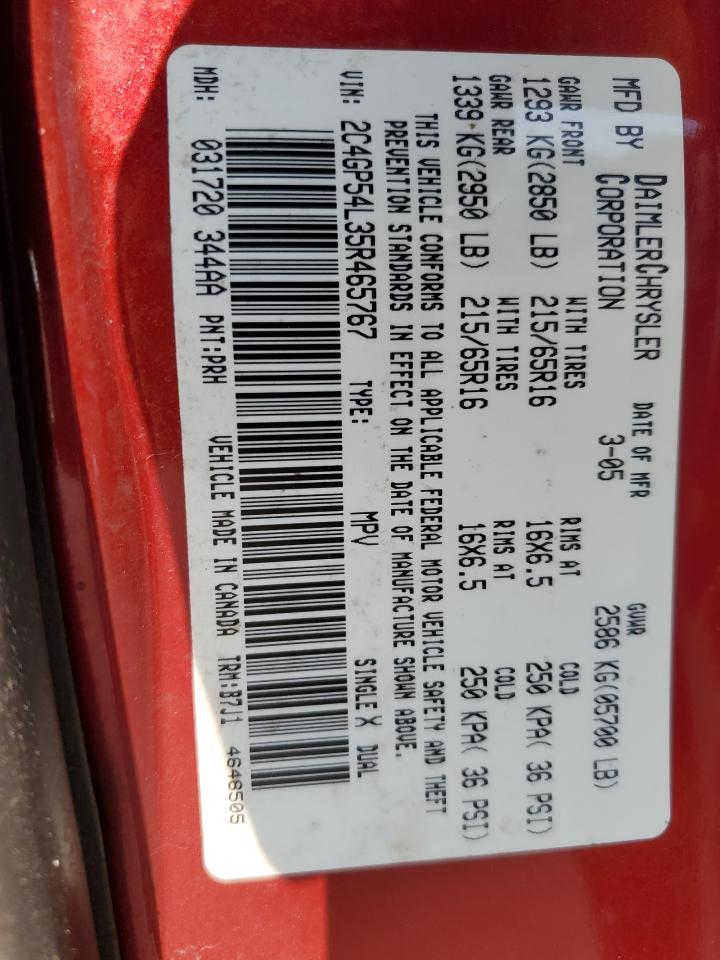 MFD BY DAIMLERCHRYSLER CORPORATION DATE OF MFR 3-05 GVWR 2586 KG(05700 LB)
GAWR FRONT WITH TIRES RIMS AT COLD
1293 KG(2850 LB) 215/65R16 16X6.5 250 KPA( 36 PSI)
GAWR REAR WITH TIRES RIMS AT COLD
1339 KG(2950 LB) 215/65R16 16X6.5 250 KPA( 36 PSI)
THIS VEHICLE CONFORMS TO ALL APPLICABLE FEDERAL MOTOR VEHICLE SAFETY AND THEFT
PREVENTION STANDARDS IN EFFECT ON THE DATE OF MANUFACTURE SHOWN ABOVE.
VIN: 2C4GP54L35R465767 TYPE: MPV SINGLE X DUAL
MDH: 031720 344AA PNT:PRH VEHICLE MADE IN CANADA TRM:B7J1 4648505